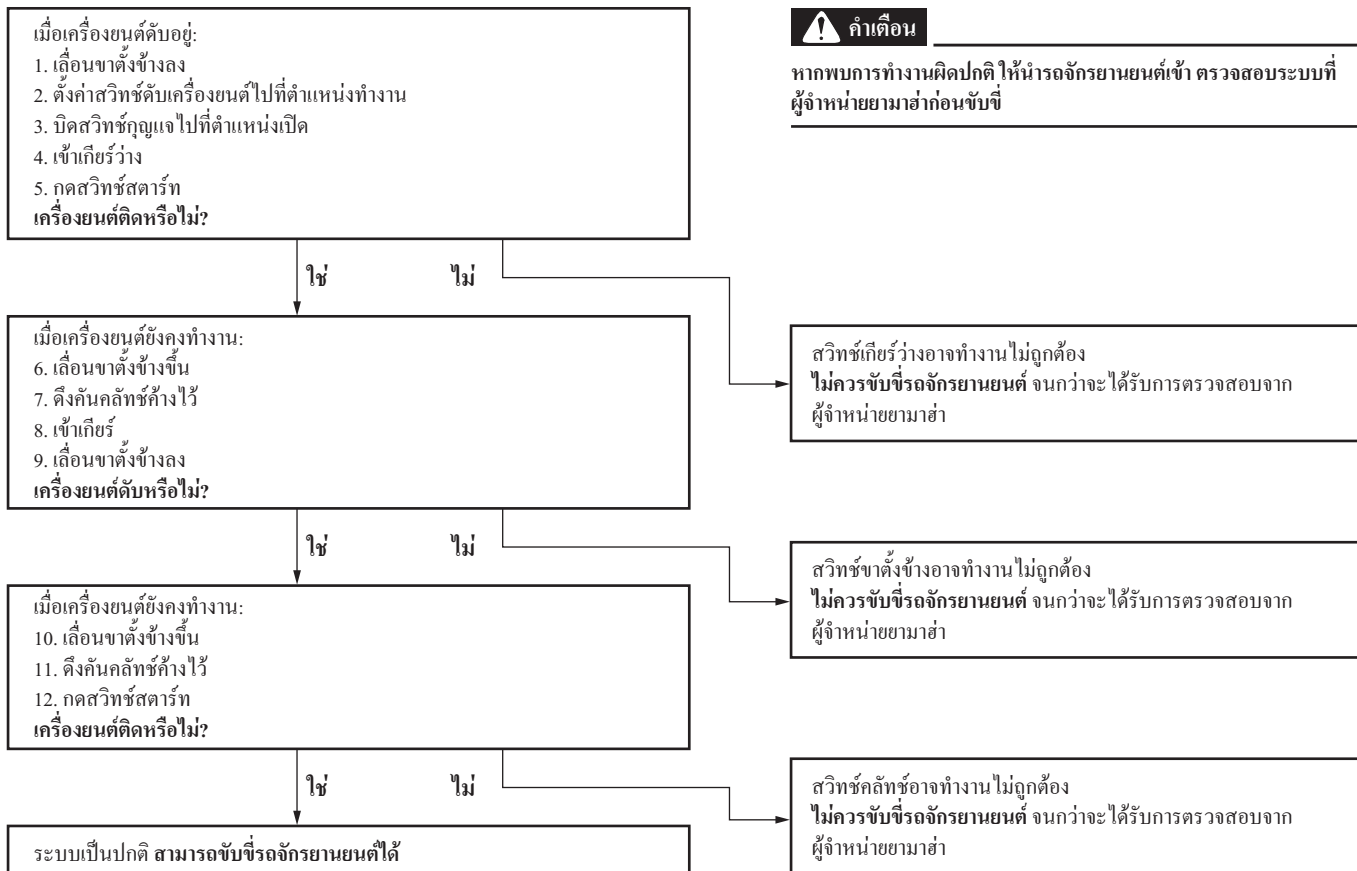 เมื่อเครื่องยนต์ดับอยู่:
1. เลื่อนขาตั้งข้างลง
2. ตั้งค่าสวิทช์ดับเครื่องยนต์ไปที่ตำแหน่งทำงาน
3. บิดสวิทช์กุญแจไปที่ตำแหน่งเปิด
4. เข้าเกียร์ว่าง
5. กดสวิทช์สตาร์ท
เครื่องยนต์ติดหรือไม่?
คำเตือน
หากพบการทำงานผิดปกติ ให้นำรถจักรยานยนต์เข้า ตรวจสอบระบบที่
ผู้จำหน่ายยามาฮ่าก่อนขับขี่
ใช่ ไม่
เมื่อเครื่องยนต์ยังคงทำงาน:
6. เลื่อนขาตั้งข้างขึ้น
7. ดึงคันคลัทช์ค้างไว้
8. เข้าเกียร์
9. เลื่อนขาตั้งข้างลง
เครื่องยนต์ดับหรือไม่?
สวิทช์เกียร์ว่างอาจทำงานไม่ถูกต้อง
ไม่ควรขับขี่รถจักรยานยนต์ จนกว่าจะได้รับการตรวจสอบจาก
ผู้จำหน่ายยามาฮ่า
ใช่ ไม่
เมื่อเครื่องยนต์ยังคงทำงาน:
10. เลื่อนขาตั้งข้างขึ้น
11. ดึงคันคลัทช์ค้างไว้
12. กดสวิทช์สตาร์ท
เครื่องยนต์ติดหรือไม่?
สวิทช์ขาตั้งข้างอาจทำงานไม่ถูกต้อง
ไม่ควรขับขี่รถจักรยานยนต์ จนกว่าจะได้รับการตรวจสอบจาก
ผู้จำหน่ายยามาฮ่า
ใช่ ไม่
ระบบเป็นปกติ สามารถขับขี่รถจักรยานยนต์ได้
สวิทช์คลัทช์อาจทำงานไม่ถูกต้อง
ไม่ควรขับขี่รถจักรยานยนต์ จนกว่าจะได้รับการตรวจสอบจาก
ผู้จำหน่ายยามาฮ่า